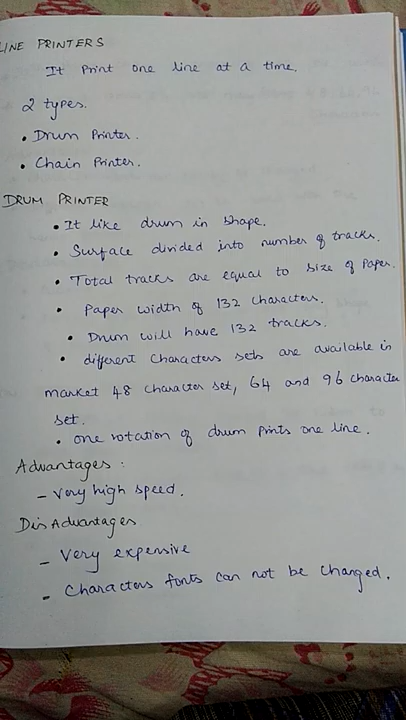 LINE PRINTERS
It Print one line at a time.
2 types.
• Drum Printer.
• Chain Printer.
DRUM PRINTER
• It like drum in shape.
• Surface divided into number of tracks.
• Total tracks are equal to size of Paper.
• Paper width of 132 characters.
• Drum will have 132 tracks.
• different Characters sets are available in
market 48 Character set, 64 and 96 Character
set.
• one rotation of drum prints one line.
Advantages :
- Very high speed.
DisAdvantages
- Very expensive
- Characters fonts can not be changed.